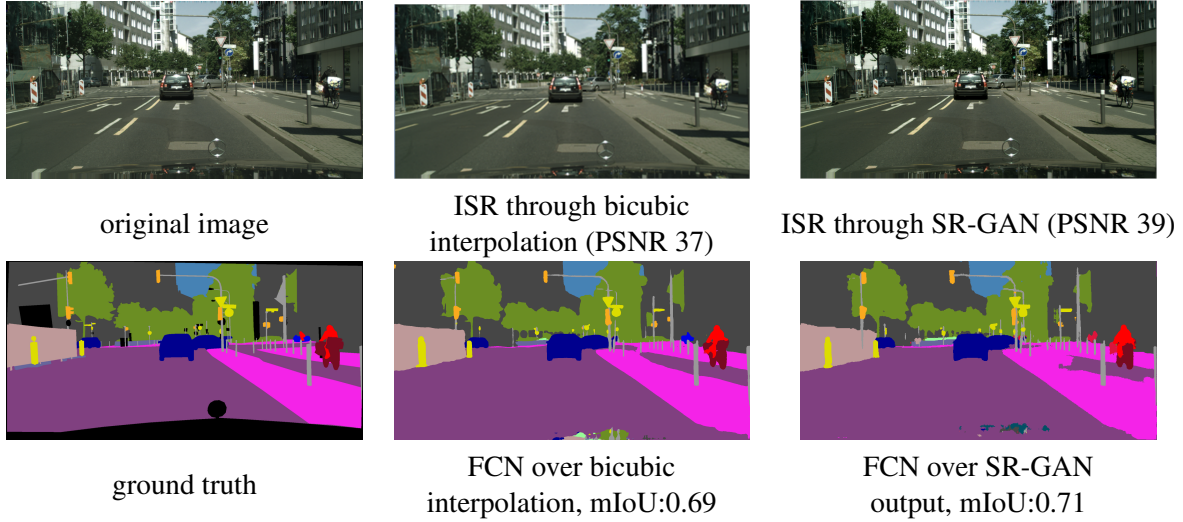 original image
ISR through bicubic
interpolation (PSNR 37)
ISR through SR-GAN (PSNR 39)
ground truth
FCN over bicubic
interpolation, mIoU:0.69
FCN over SR-GAN
output, mIoU:0.71